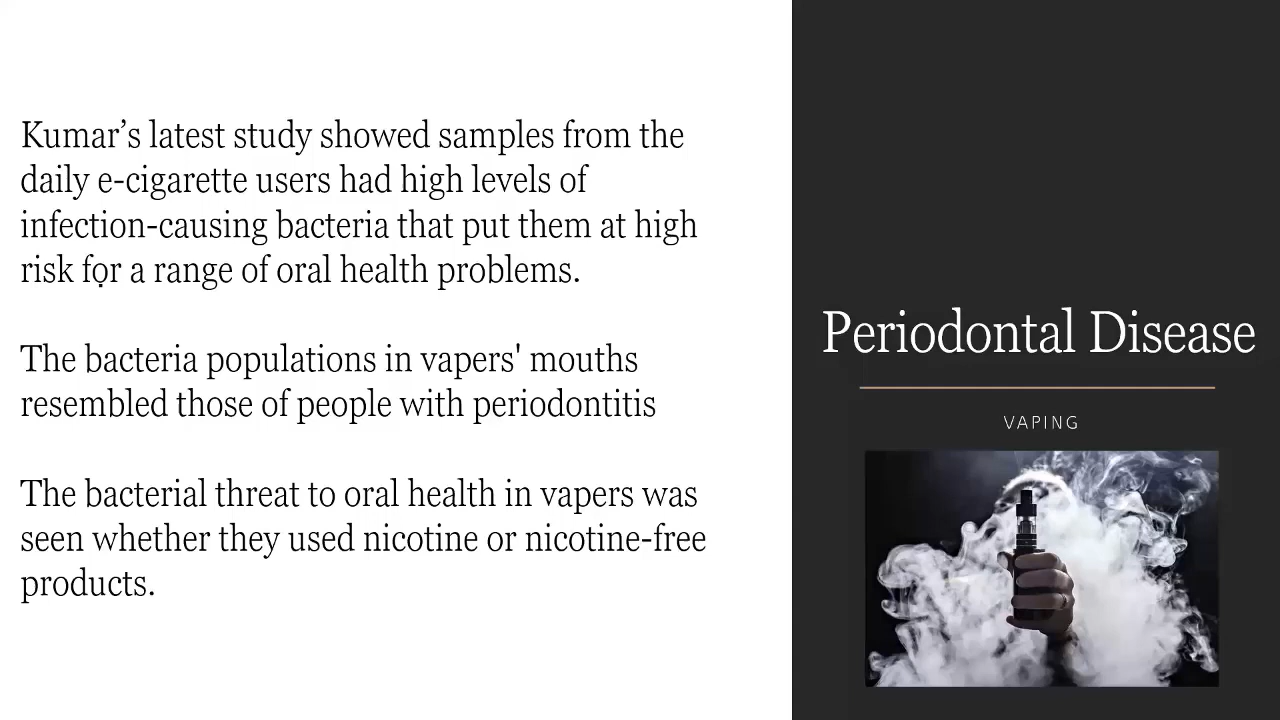 Kumar’s latest study showed samples from the
daily e-cigarette users had high levels of
infection-causing bacteria that put them at high
risk for a range of oral health problems.
The bacteria populations in vapers' mouths
resembled those of people with periodontitis
The bacterial threat to oral health in vapers was
seen whether they used nicotine or nicotine-free
products.
Periodontal Disease
VAPING